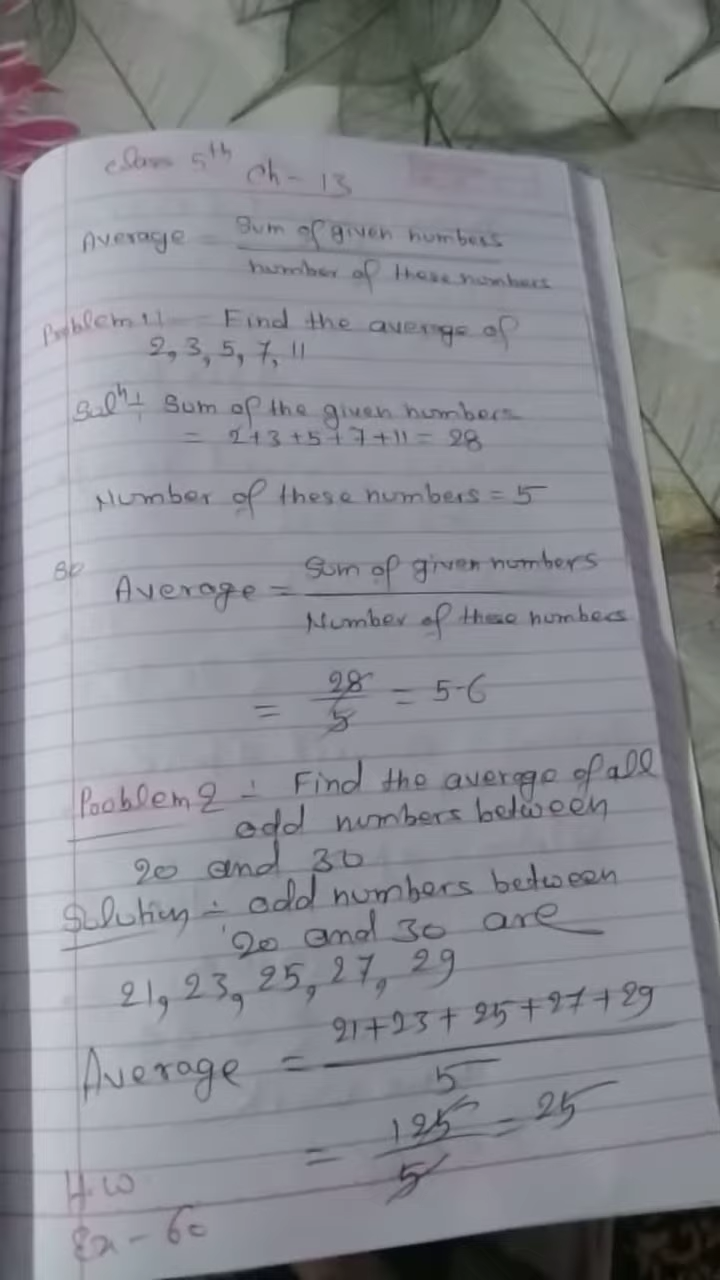 Class 5th Ch - 13
Average = Sum of given numbers
number of these numbers
Problem 1:- Find the average of
2, 3, 5, 7, 11
Solⁿ:- Sum of the given numbers
= 2+3+5+7+11 = 28
Number of these numbers = 5
So
Average = Sum of given numbers
Number of these numbers
= 28/5 = 5.6
Problem 2 :- Find the average of all
odd numbers between
20 and 30
Solution :- odd numbers between
20 and 30 are
21, 23, 25, 27, 29
Average = 21+23+25+27+29
5
= 125/5 = 25
H.W
Ex - 60